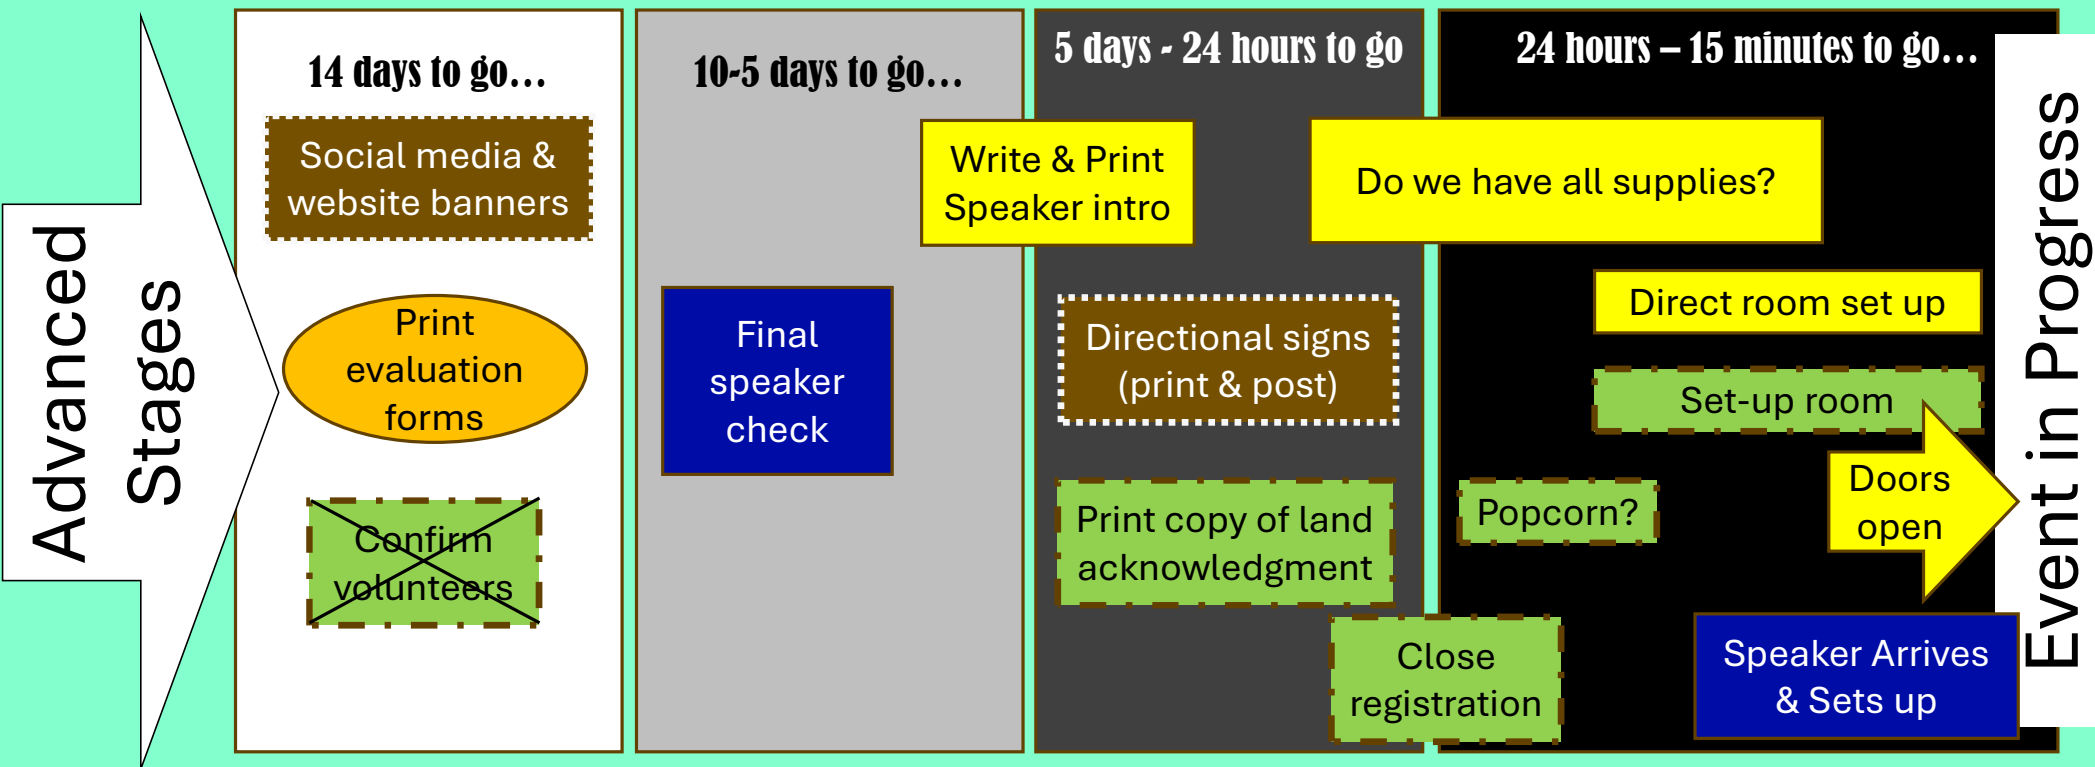 Advanced
Stages
14 days to go…
Social media &
website banners
Print
evaluation
forms
Confirm
volunteers
10-5 days to go…
Write & Print
Speaker intro
Final
speaker
check
5 days - 24 hours to go
Directional signs
(print & post)
Print copy of land
acknowledgment
Close
registration
24 hours – 15 minutes to go…
Do we have all supplies?
Direct room set up
Set-up room
Popcorn?
Doors
open
Speaker Arrives
& Sets up
Event in Progress